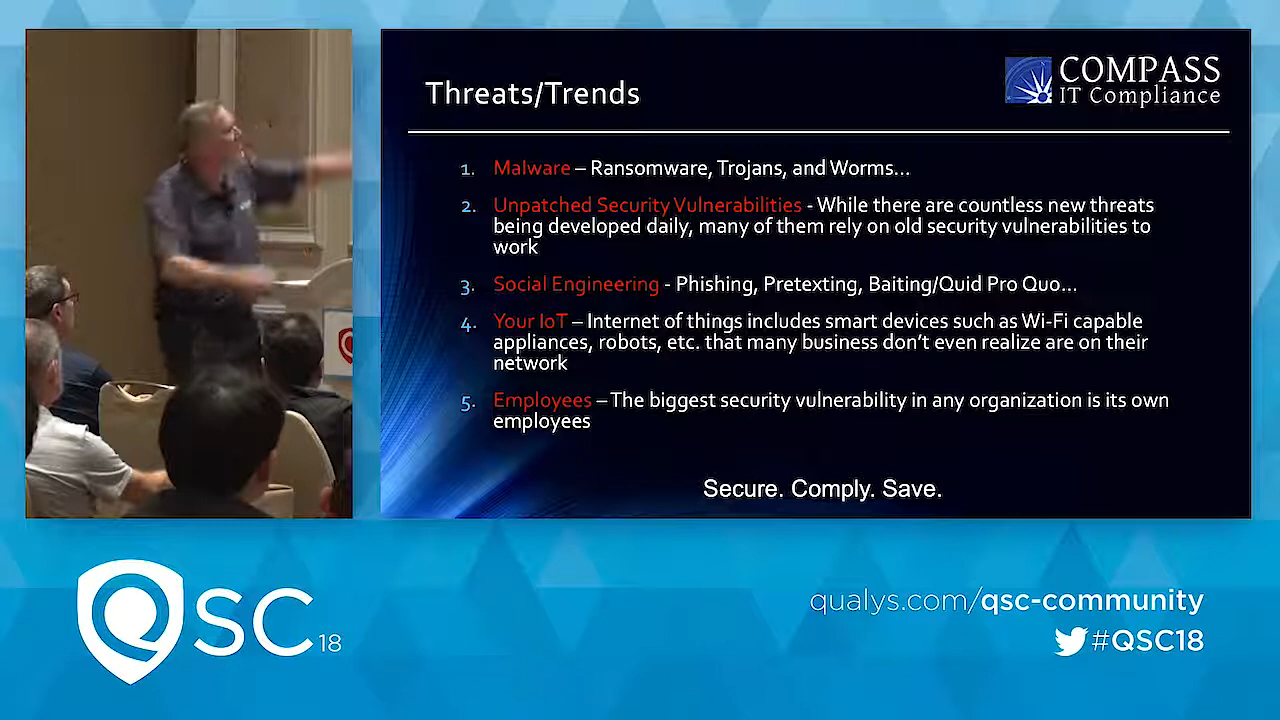 Threats/Trends
COMPASS
IT Compliance
1. Malware – Ransomware, Trojans, and Worms...
2. Unpatched Security Vulnerabilities - While there are countless new threats
being developed daily, many of them rely on old security vulnerabilities to
work
3. Social Engineering - Phishing, Pretexting, Baiting/Quid Pro Quo...
4. Your IoT – Internet of things includes smart devices such as Wi-Fi capable
appliances, robots, etc. that many business don't even realize are on their
network
5. Employees – The biggest security vulnerability in any organization is its own
employees
Secure. Comply. Save.
QSC 18
qualys.com/qsc-community
#QSC18